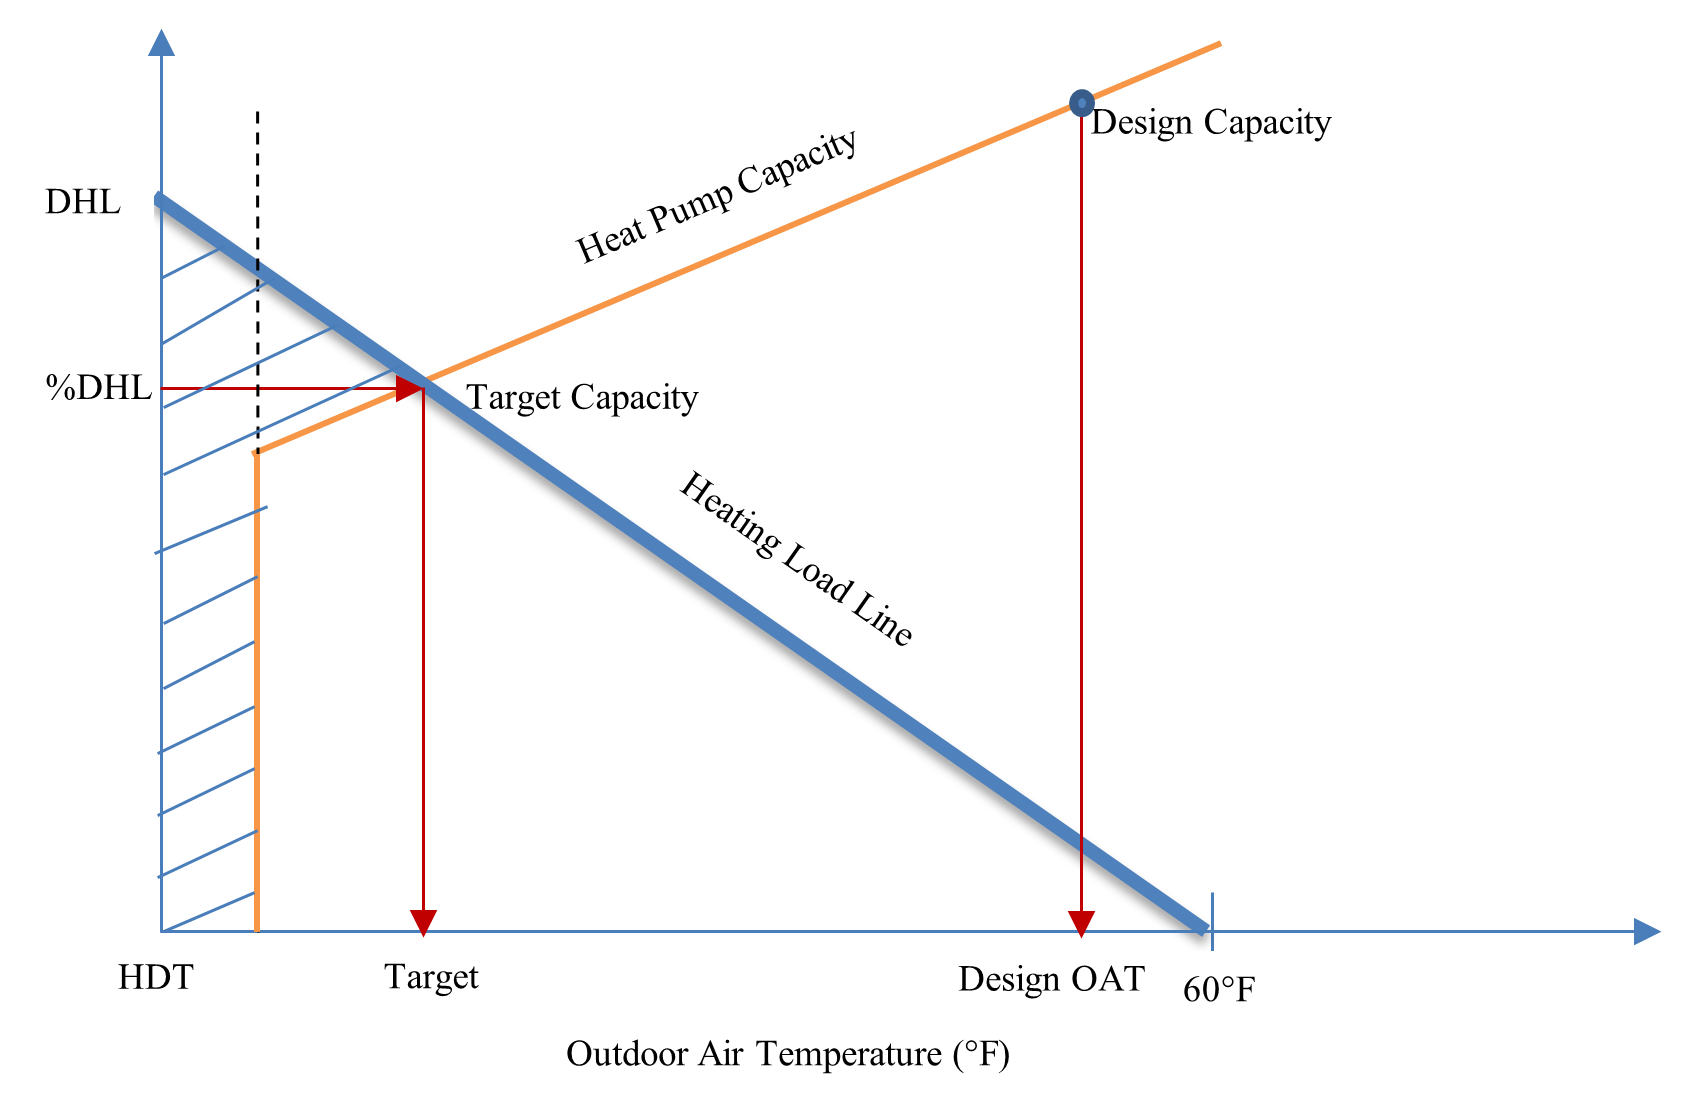 Design Capacity
Heat Pump Capacity
DHL
%DHL
Target Capacity
Heating Load Line
HDT
Target
Design OAT
60°F
Outdoor Air Temperature (°F)